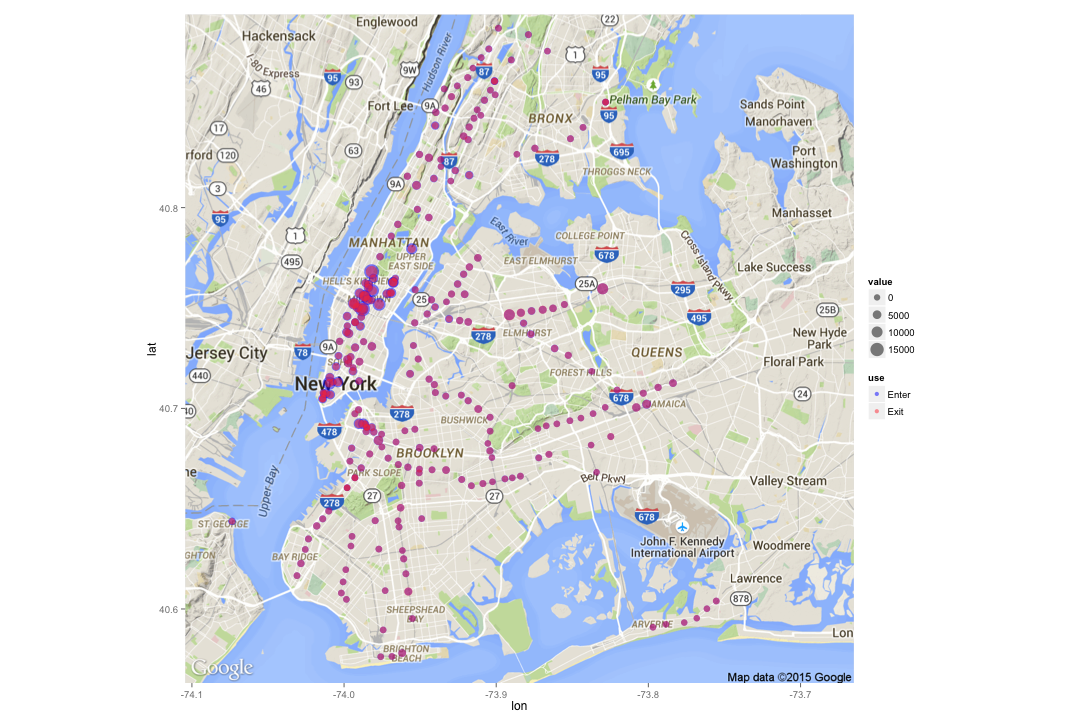 Englewood
22
Hackensack
1
80 Express
95
93
9W
87
95
46
Hudson River
Pelham Bay Park
Fort Lee
9A
Sands Point
Manorhaven
95
17
BRONX
Port
Washington
rford
120
63
87
278
695
3
9A
THROGGS NECK
40.8
95
Manhasset
1
East River
COLLEGE POINT
MANHATTAN
Cross Island Pkwy
495
UPPER
EAST SIDE
EAST ELMHURST
678
Lake Success
HELL'S KITCHEN
25A
295
value
0
25
25B
5000
495
10000
ELMHURST
278
New Hyde
Park
15000
Jersey City
78
9A
QUEENS
Floral Park
440
FOREST HILLS
use
New York
Enter
678
24
JAMAICA
Exit
40.7
278
BUSHWICK
478
BROOKLYN
PARK SLOPE
Belt Pkwy
Valley Stream
ne
Upper Bay
27
27
278
ST GEORGE
678
John F. Kennedy
International Airport
Woodmere
GHTON
BAY RIDGE
Lawrence
878
40.6
SHEEPSHEAD
BAY
ARVERNE
Lon
BRIGHTON
BEACH
Google
Map data ©2015 Google
-74.1
-74.0
-73.9
-73.8
-73.7
lon
lat